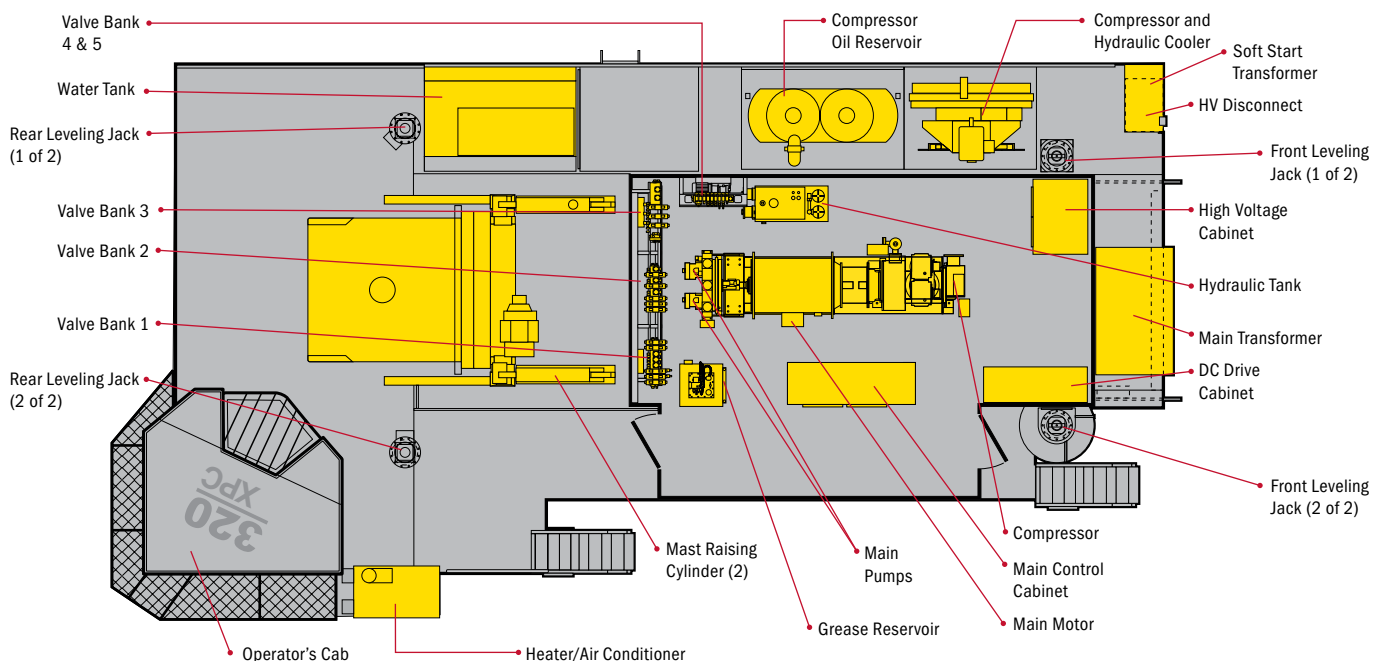 Valve Bank
4 & 5
Water Tank
Rear Leveling Jack
(1 of 2)
Valve Bank 3
Valve Bank 2
Valve Bank 1
Rear Leveling Jack
(2 of 2)
Compressor
Oil Reservoir
Compressor and
Hydraulic Cooler
Soft Start
Transformer
HV Disconnect
Front Leveling
Jack (1 of 2)
High Voltage
Cabinet
Hydraulic Tank
Main Transformer
DC Drive
Cabinet
Front Leveling
Jack (2 of 2)
320
XPC
Mast Raising
Cylinder (2)
Main
Pumps
Compressor
Main Control
Cabinet
Main Motor
Grease Reservoir
Heater/Air Conditioner
Operator's Cab